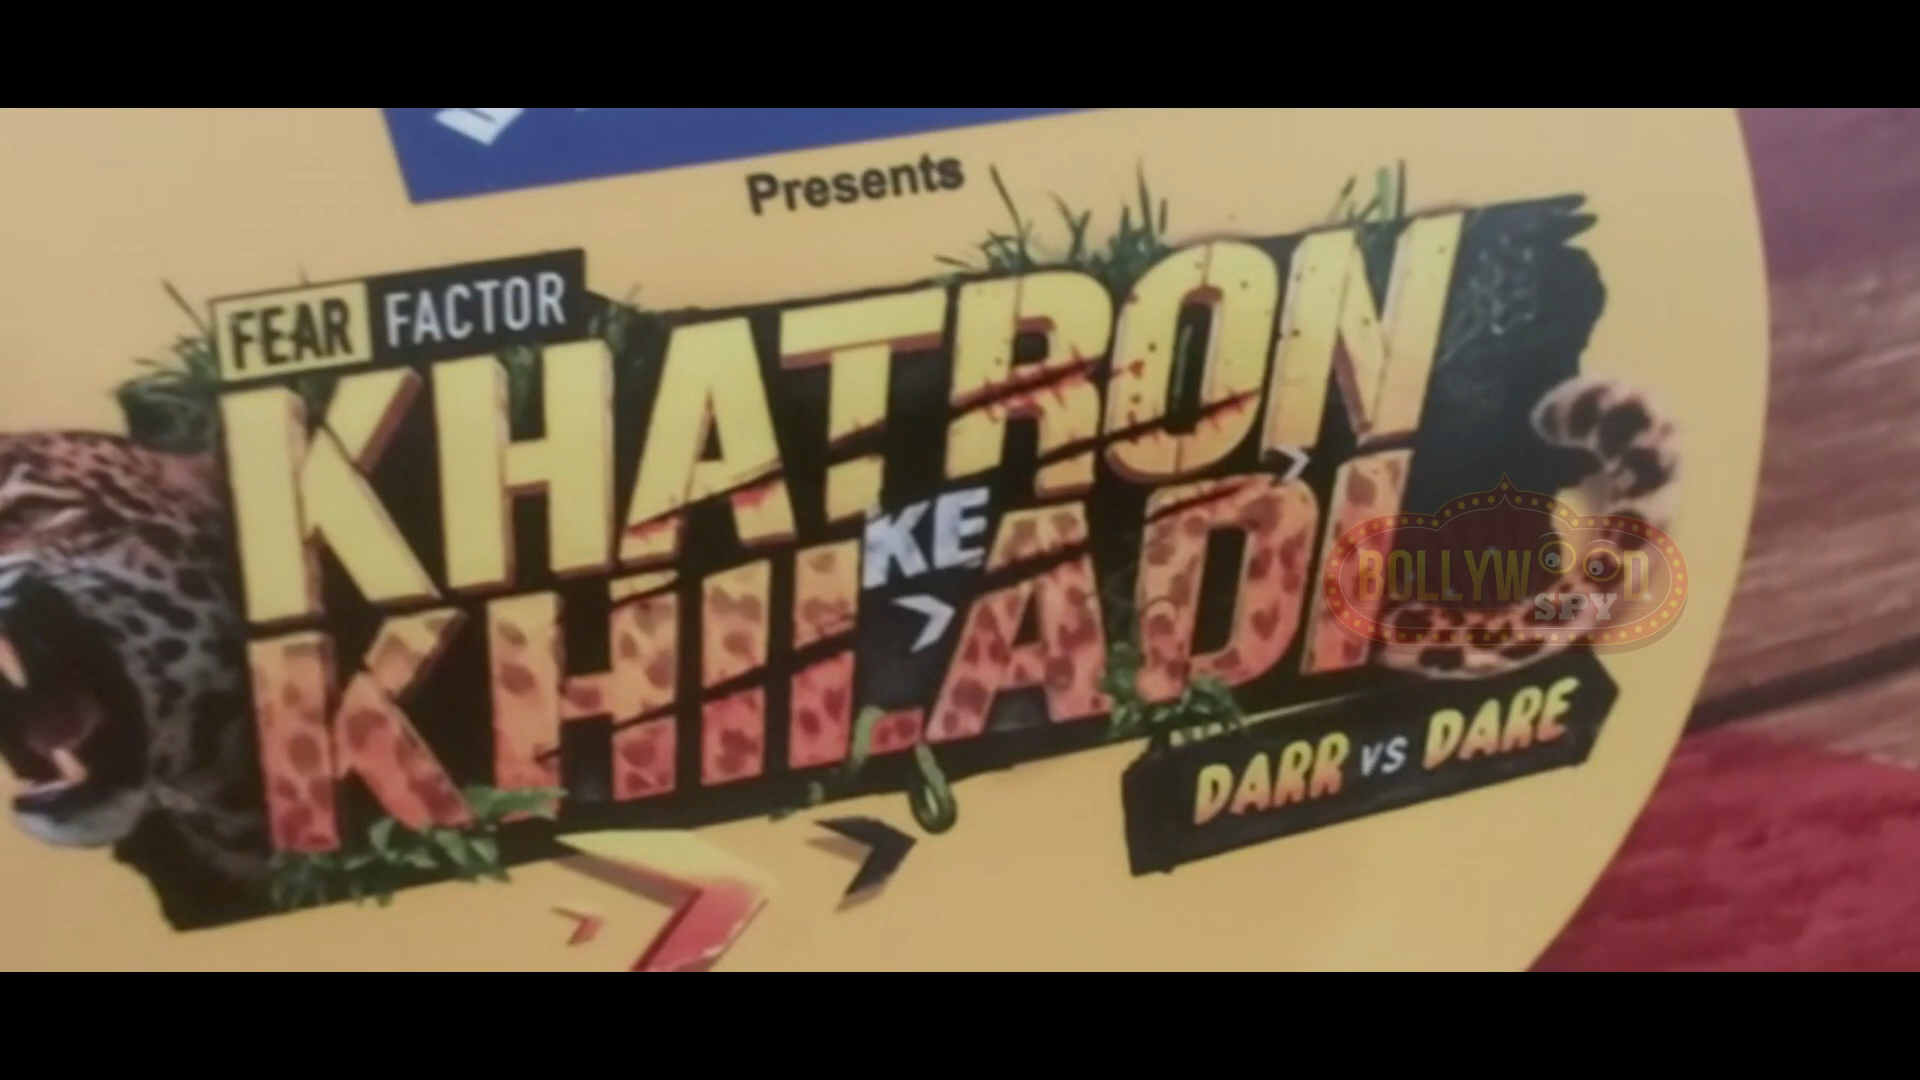 Presents
FEAR FACTOR
KHATRON
KE
KHILADI
DARR VS DARE
BOLLYWOOD
SPY